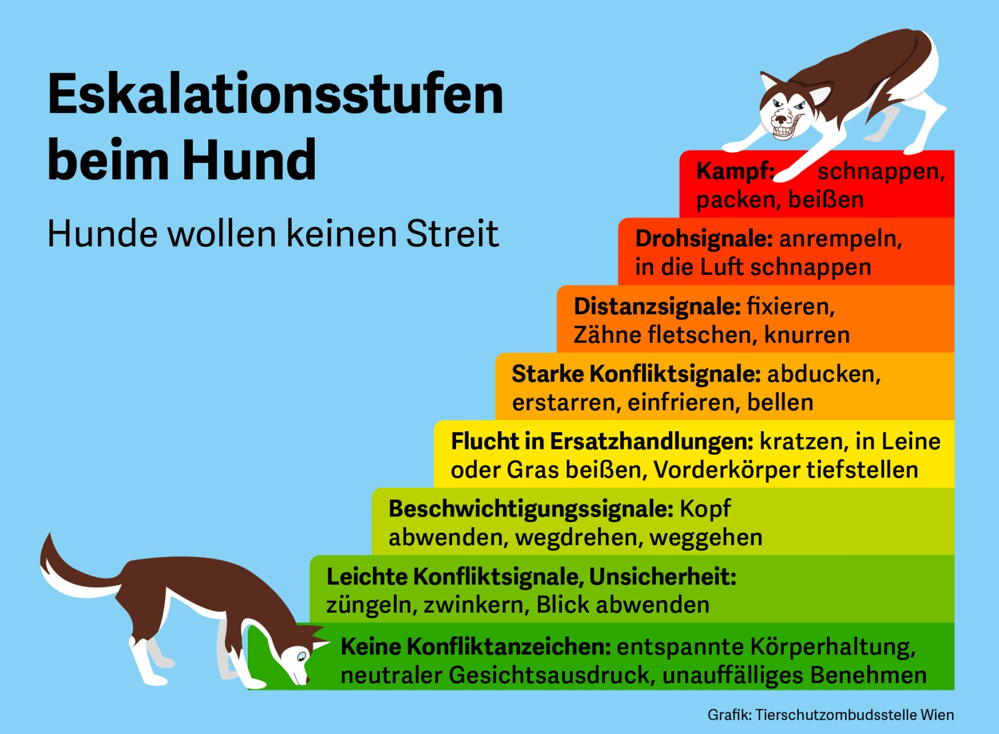 Eskalationsstufen
beim Hund
Hunde wollen keinen Streit
Kampf: schnappen,
packen, beißen
Drohsignale: anrempeln,
in die Luft schnappen
Distanzsignale: fixieren,
Zähne fletschen, knurren
Starke Konfliktsignale: abducken,
erstarren, einfrieren, bellen
Flucht in Ersatzhandlungen: kratzen, in Leine
oder Gras beißen, Vorderkörper tiefstellen
Beschwichtigungssignale: Kopf
abwenden, wegdrehen, weggehen
Leichte Konfliktsignale, Unsicherheit:
züngeln, zwinkern, Blick abwenden
Keine Konfliktanzeichen: entspannte Körperhaltung,
neutraler Gesichtsausdruck, unauffälliges Benehmen
Grafik: Tierschutzombudsstelle Wien